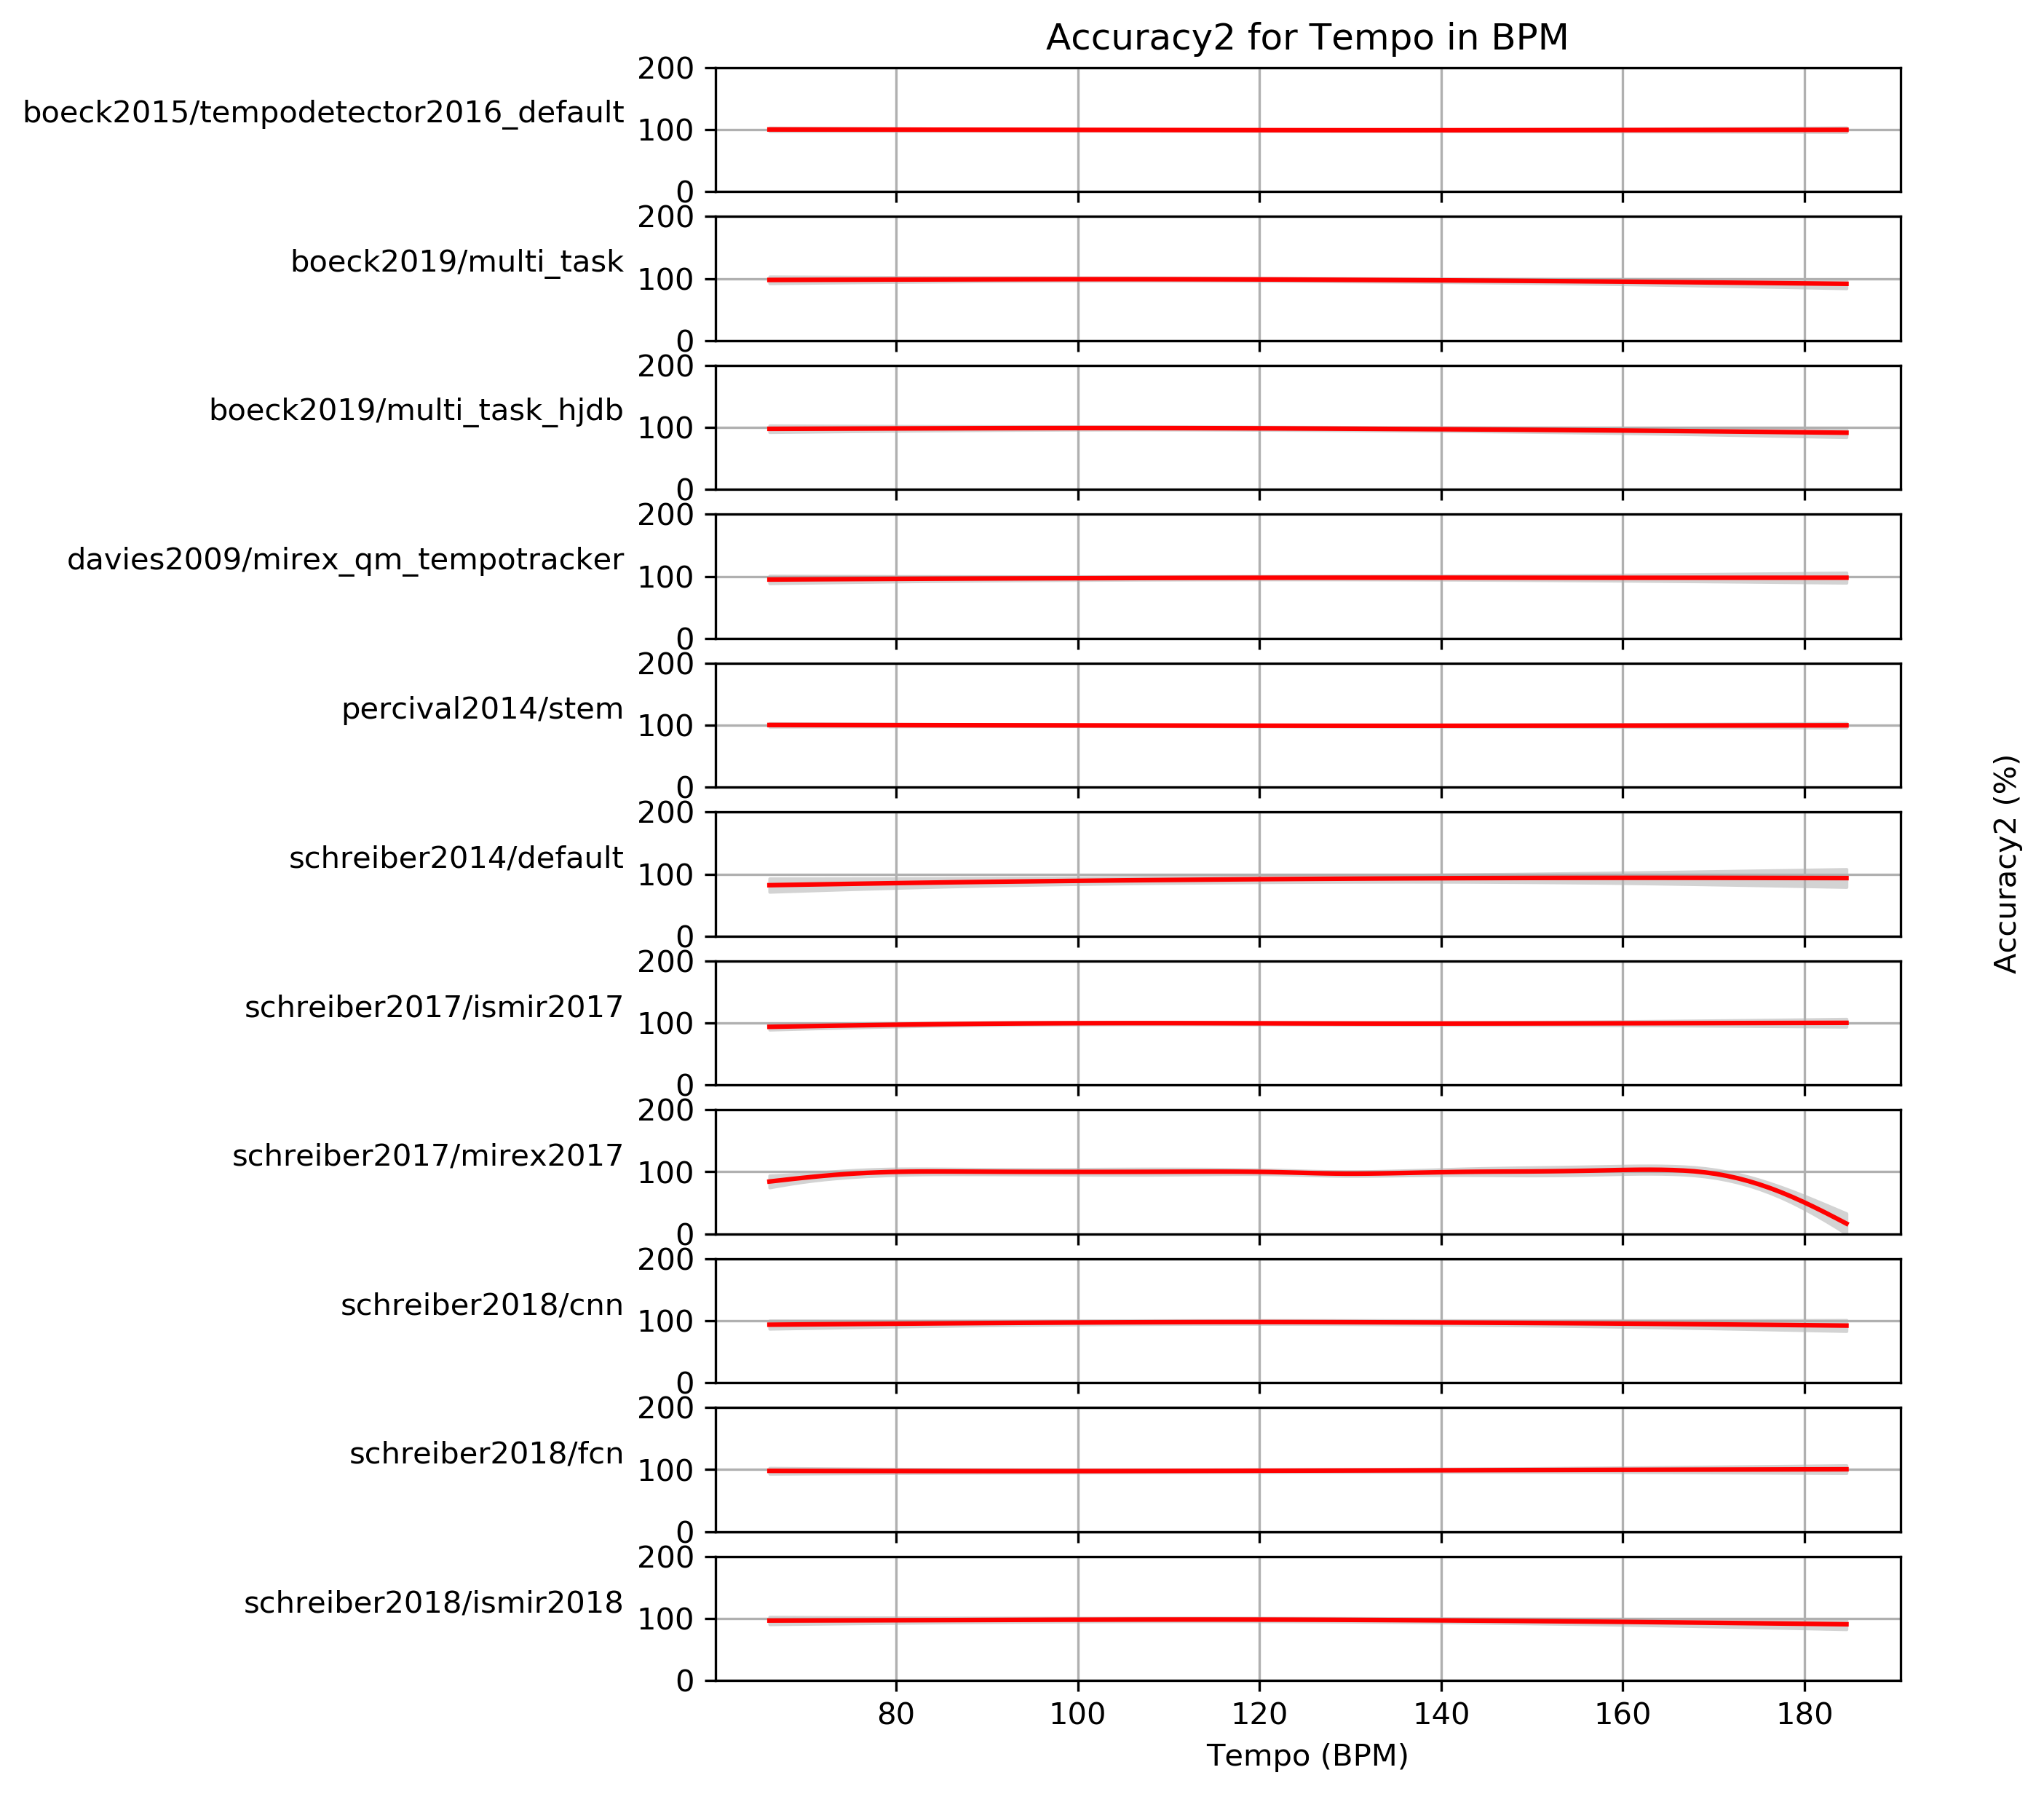 Accuracy2 for Tempo in BPM
200
boeck2015/tempodetector2016_default
100
0
200
boeck2019/multi_task
100
0
200
boeck2019/multi_task_hjdb
100
0
200
davies2009/mirex_qm_tempotracker
100
0
200
percival2014/stem
100
0
200
schreiber2014/default
100
0
200
schreiber2017/ismir2017
100
0
200
schreiber2017/mirex2017
100
0
200
schreiber2018/cnn
100
0
200
schreiber2018/fcn
100
0
200
schreiber2018/ismir2018
100
0
80 100 120 140 160 180
Tempo (BPM)
Accuracy2 (%)